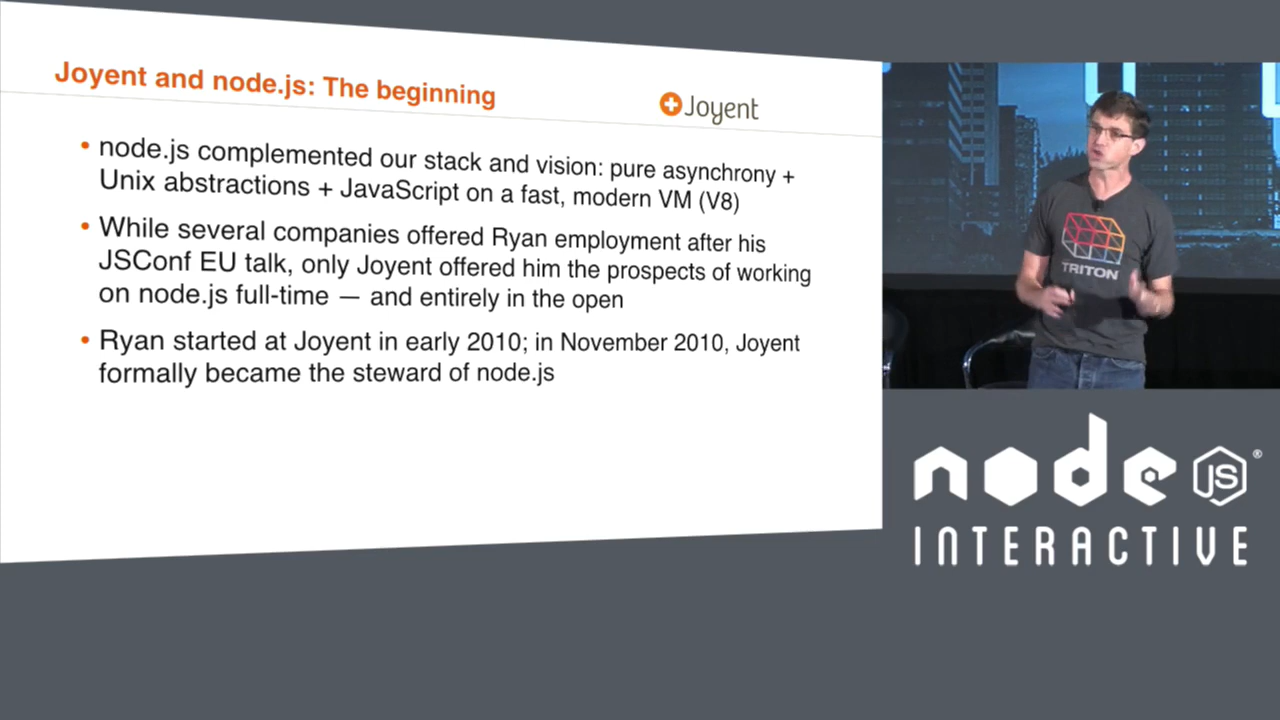 Joyent and node.js: The beginning
Joyent
• node.js complemented our stack and vision: pure asynchrony +
Unix abstractions + JavaScript on a fast, modern VM (V8)
• While several companies offered Ryan employment after his
JSConf EU talk, only Joyent offered him the prospects of working
on node.js full-time — and entirely in the open
• Ryan started at Joyent in early 2010; in November 2010, Joyent
formally became the steward of node.js
TRITON
node JS ®
INTERACTIVE